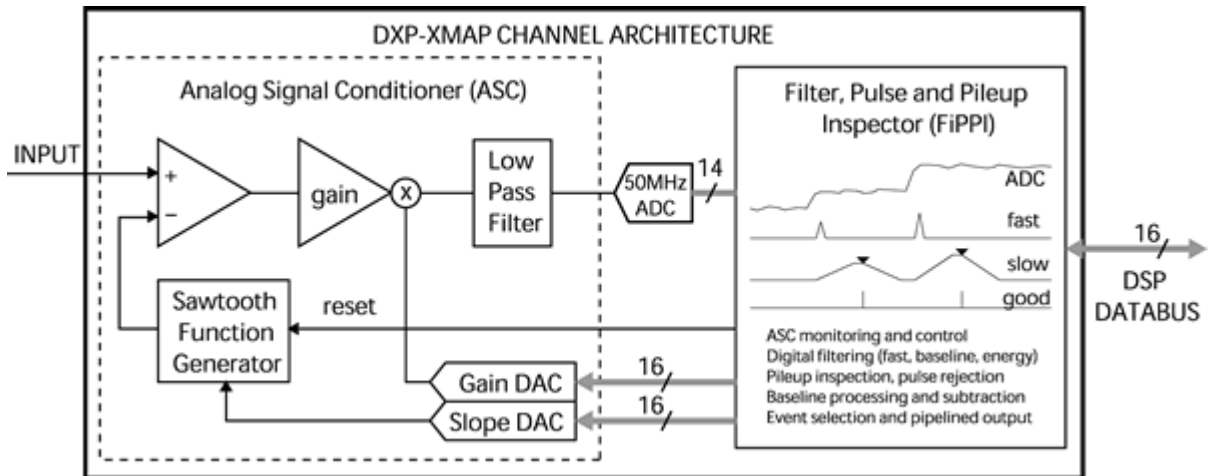 DXP-XMAP CHANNEL ARCHITECTURE
Analog Signal Conditioner (ASC)
INPUT
+
−
gain
X
Low
Pass
Filter
50MHz
ADC
14
Sawtooth
Function
Generator
reset
Gain DAC
16
Slope DAC
16
Filter, Pulse and Pileup
Inspector (FiPPI)
ADC
fast
slow
good
ASC monitoring and control
Digital filtering (fast, baseline, energy)
Pileup inspection, pulse rejection
Baseline processing and subtraction
Event selection and pipelined output
16
DSP
DATABUS